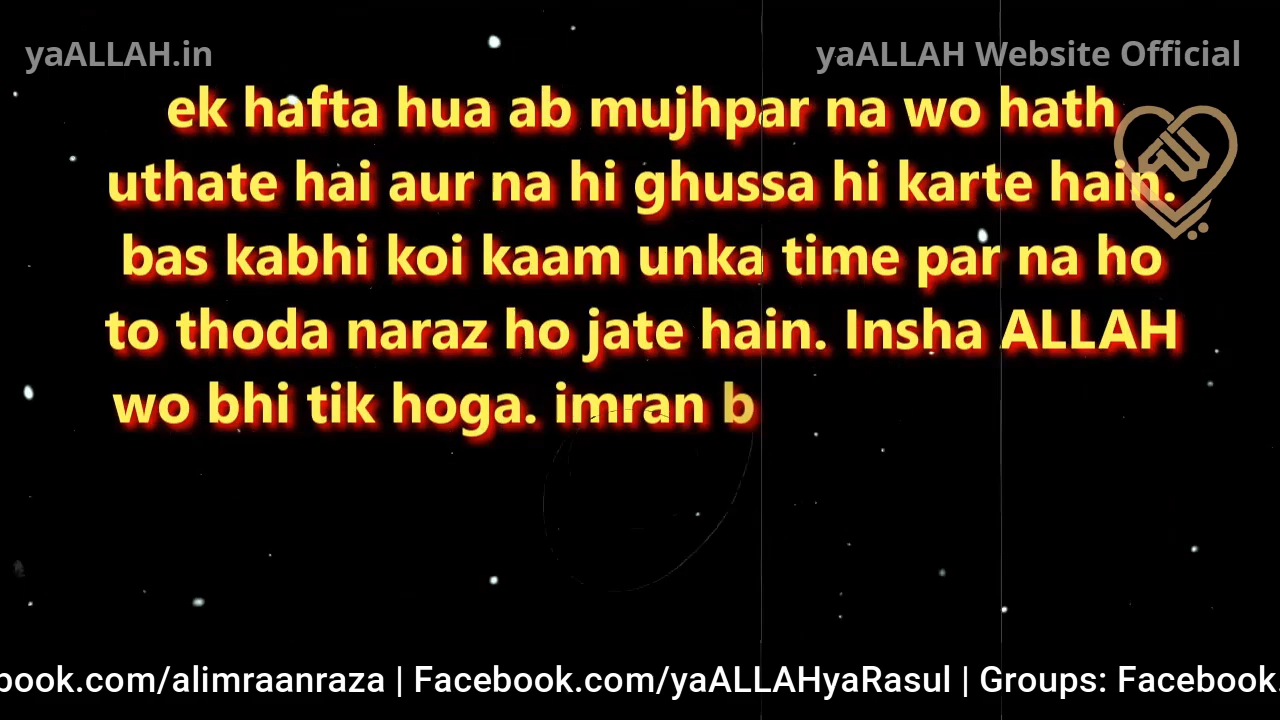 yaALLAH.in
yaALLAH Website Official
ek hafta hua ab mujhpar na wo hath
uthate hai aur na hi ghussa hi karte hain.
bas kabhi koi kaam unka time par na ho
to thoda naraz ho jate hain. Insha ALLAH
wo bhi tik hoga. imran b
book.com/alimraanraza | Facebook.com/yaALLAHyaRasul | Groups: Facebook.